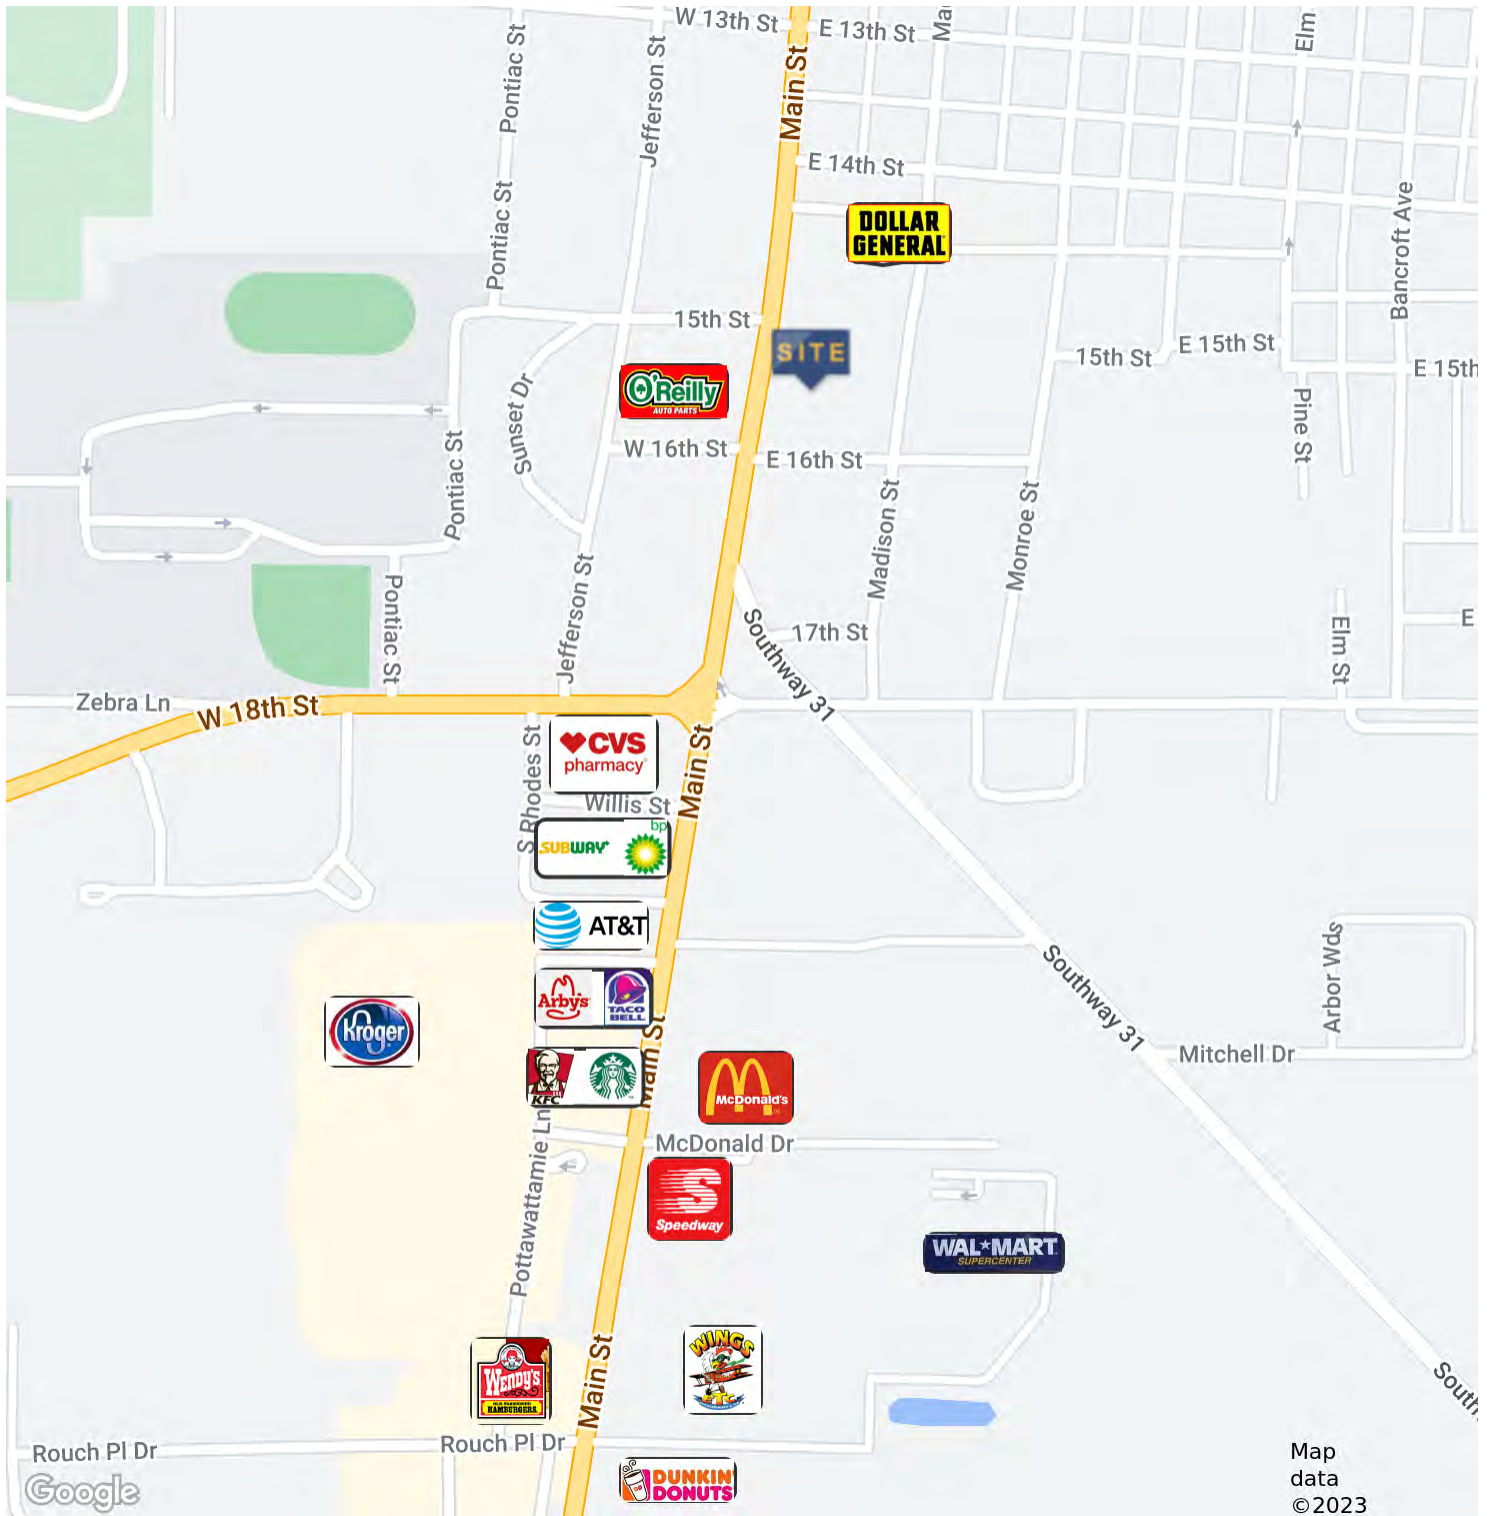 W 13th St
E 13th St
Ma
Elm
Pontiac St
Jefferson St
Main St
E 14th St
DOLLAR
GENERAL
Pontiac St
Bancroft Ave
15th St
SITE
15th St
E 15th St
E 15th
O'Reilly
AUTO PARTS
Sunset Dr
Pine St
W 16th St
E 16th St
Pontiac St
Madison St
Monroe St
Pontiac St
Jefferson St
Southway 31
17th St
E
Elm St
Zebra Ln
W 18th St
S Rhodes St
CVS
pharmacy
Main St
Willis St
SUBWAY
bp
AT&T
Arby's
TACO
BELL
Kroger
Main St
KFC
McDonald's
Southway 31
Arbor Wds
Mitchell Dr
McDonald Dr
Pottawattamie Ln
Speedway
WAL★MART
SUPERCENTER
WINGS
ETC
WENDY'S
OLD FASHIONED
HAMBURGERS
Main St
South
Rouch Pl Dr
Rouch Pl Dr
DUNKIN'
DONUTS
Google
Map
data
©2023